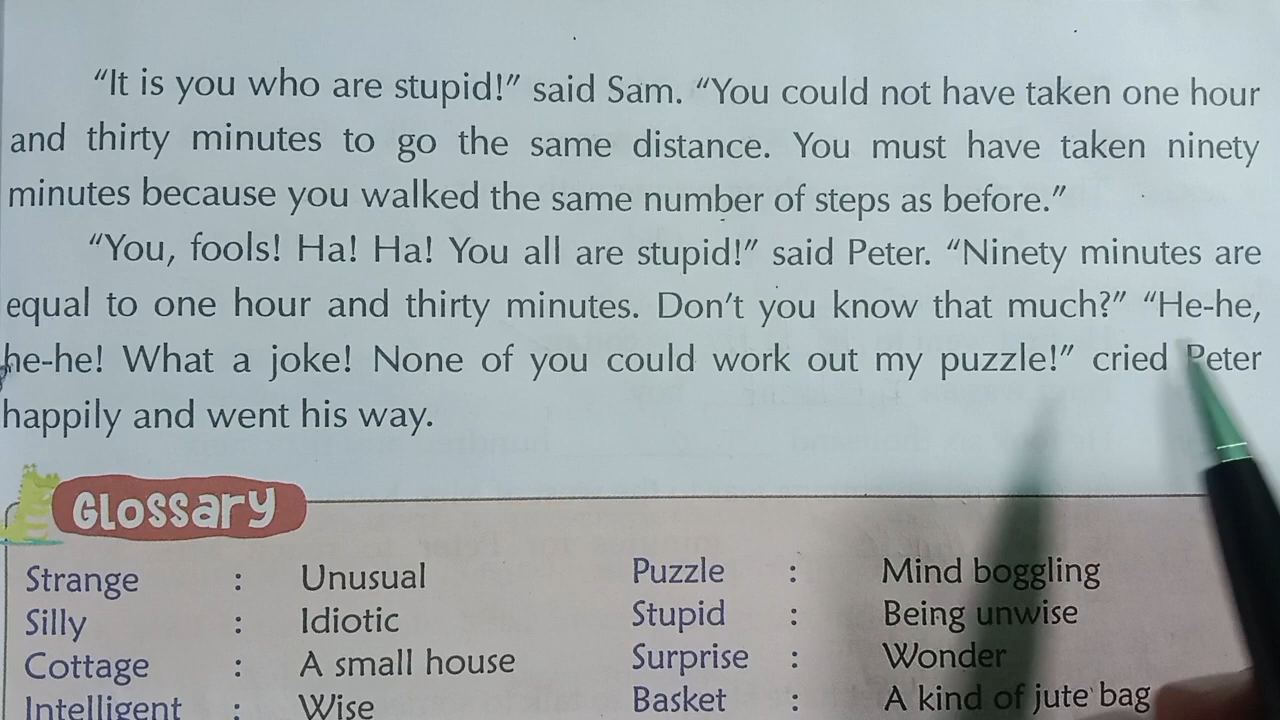 “It is you who are stupid!” said Sam. “You could not have taken one hour
and thirty minutes to go the same distance. You must have taken ninety
minutes because you walked the same number of steps as before.”
“You, fools! Ha! Ha! You all are stupid!” said Peter. “Ninety minutes are
equal to one hour and thirty minutes. Don’t you know that much?” “He-he,
he-he! What a joke! None of you could work out my puzzle!” cried Peter
happily and went his way.
Glossary
Strange : Unusual
Silly : Idiotic
Cottage : A small house
Intelligent : Wise
Puzzle : Mind boggling
Stupid : Being unwise
Surprise : Wonder
Basket : A kind of jute bag